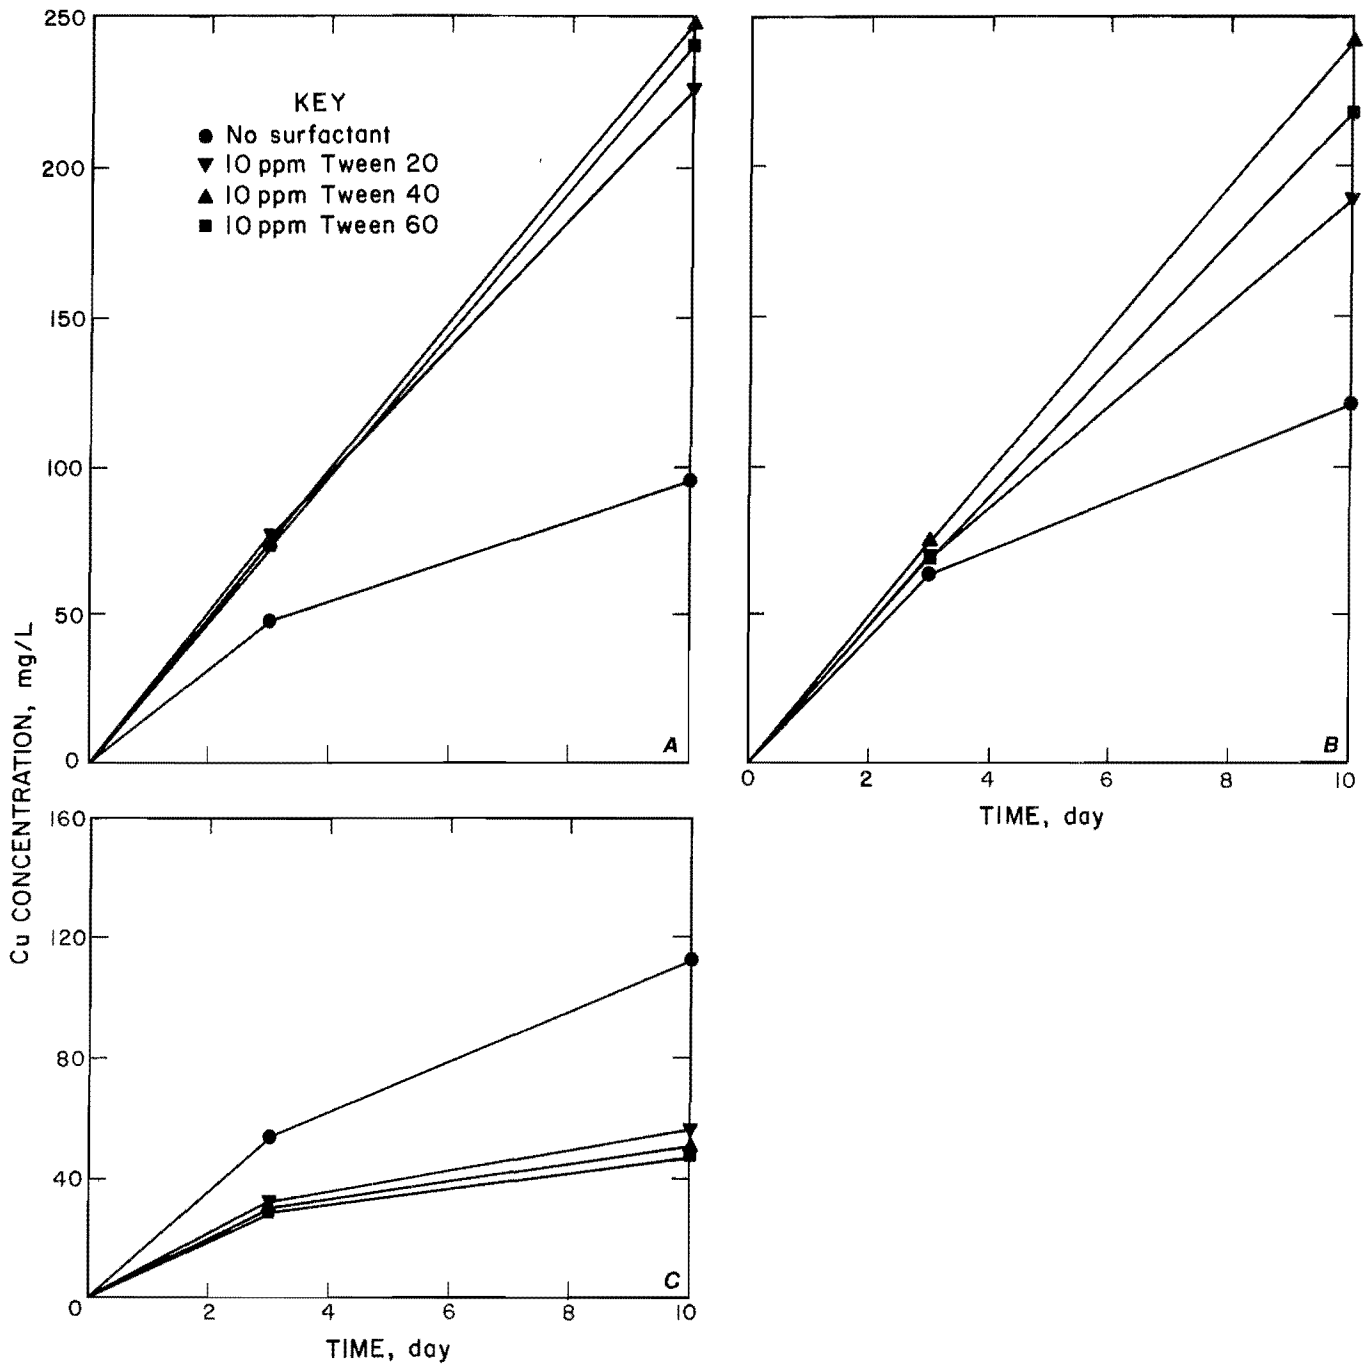 250
200
150
100
50
0
KEY
● No surfactant
▼ 10 ppm Tween 20
▲ 10 ppm Tween 40
■ 10 ppm Tween 60
A
B
0 2 4 6 8 10
TIME, day
Cu CONCENTRATION, mg/L
160
120
80
40
0
C
2 4 6 8 10
TIME, day